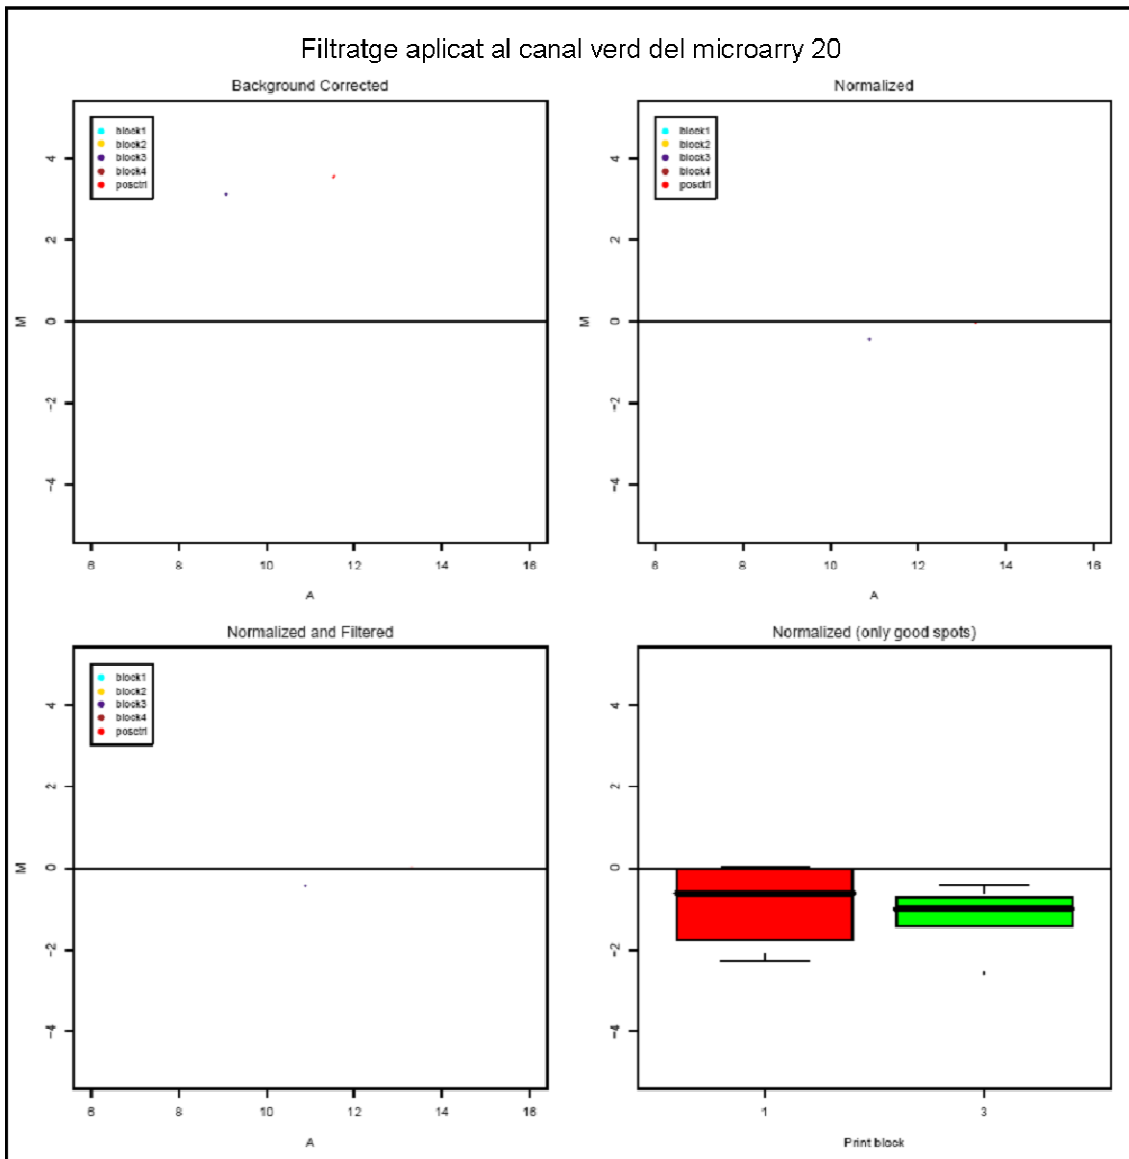 Filtratge aplicat al canal verd del microarry 20
Background Corrected
block1
block2
block3
block4
posctrl
4
2
0
-2
-4
M
6
8
10
12
14
16
A
Normalized
block1
block2
block3
block4
posctrl
4
2
0
-2
-4
M
6
8
10
12
14
16
A
Normalized and Filtered
block1
block2
block3
block4
posctrl
4
2
0
-2
-4
M
6
8
10
12
14
16
A
Normalized (only good spots)
4
2
0
-2
-4
1
3
Print block